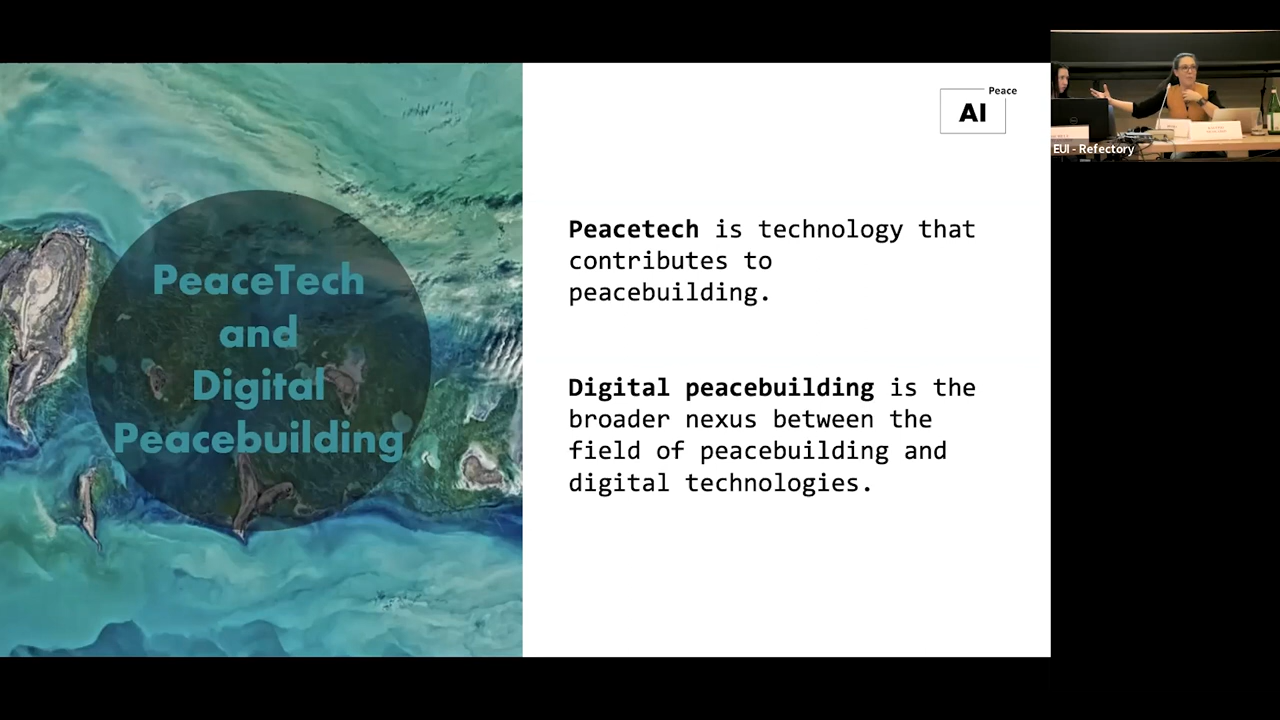 PeaceTech
and
Digital
Peacebuilding
Peace
AI
Peacetech is technology that
contributes to
peacebuilding.
Digital peacebuilding is the
broader nexus between the
field of peacebuilding and
digital technologies.
EUI - Refectory